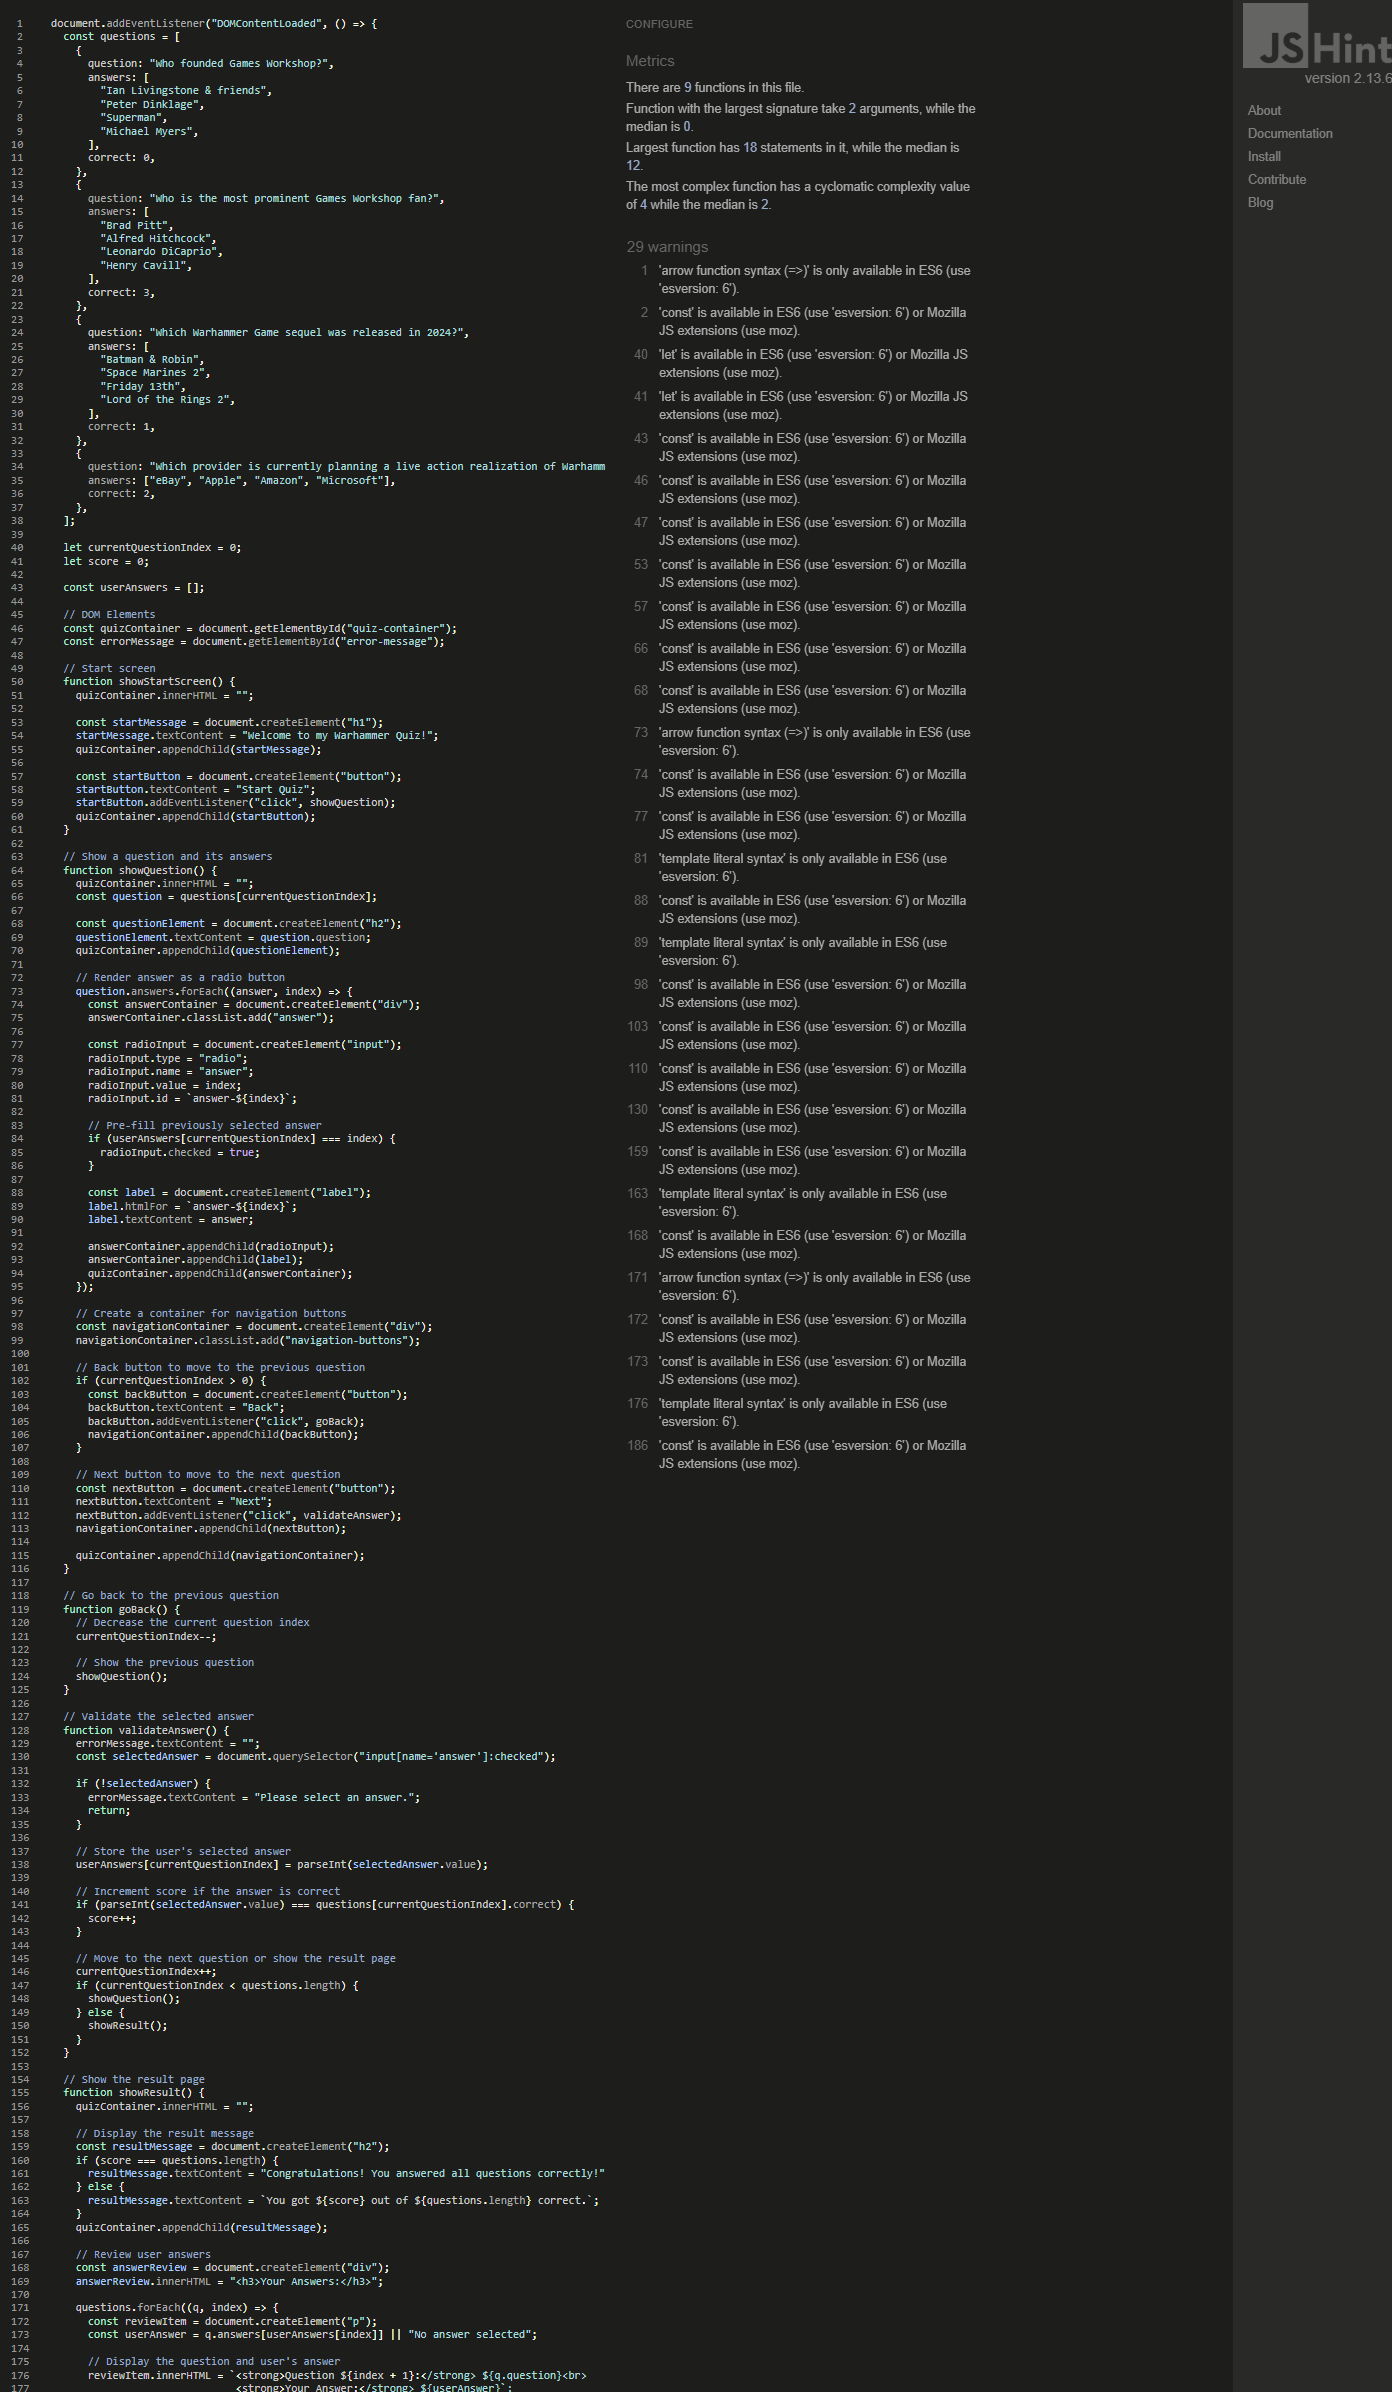 1 document.addEventListener("DOMContentLoaded", () => {
2 const questions = [
3 {
4 question: "Who founded Games Workshop?",
5 answers: [
6 "Ian Livingstone & friends",
7 "Peter Dinklage",
8 "Superman",
9 "Michael Myers",
10 ],
11 correct: 0,
12 },
13 {
14 question: "Who is the most prominent Games Workshop fan?",
15 answers: [
16 "Brad Pitt",
17 "Alfred Hitchcock",
18 "Leonardo DiCaprio",
19 "Henry Cavill",
20 ],
21 correct: 3,
22 },
23 {
24 question: "Which Warhammer Game sequel was released in 2024?",
25 answers: [
26 "Batman & Robin",
27 "Space Marines 2",
28 "Friday 13th",
29 "Lord of the Rings 2",
30 ],
31 correct: 1,
32 },
33 {
34 question: "Which provider is currently planning a live action realization of Warhamm
35 answers: ["eBay", "Apple", "Amazon", "Microsoft"],
36 correct: 2,
37 },
38 ];
39
40 let currentQuestionIndex = 0;
41 let score = 0;
42
43 const userAnswers = [];
44
45 // DOM Elements
46 const quizContainer = document.getElementById("quiz-container");
47 const errorMessage = document.getElementById("error-message");
48
49 // Start screen
50 function showStartScreen() {
51 quizContainer.innerHTML = "";
52
53 const startMessage = document.createElement("h1");
54 startMessage.textContent = "Welcome to my Warhammer Quiz!";
55 quizContainer.appendChild(startMessage);
56
57 const startButton = document.createElement("button");
58 startButton.textContent = "Start Quiz";
59 startButton.addEventListener("click", showQuestion);
60 quizContainer.appendChild(startButton);
61 }
62
63 // Show a question and its answers
64 function showQuestion() {
65 quizContainer.innerHTML = "";
66 const question = questions[currentQuestionIndex];
67
68 const questionElement = document.createElement("h2");
69 questionElement.textContent = question.question;
70 quizContainer.appendChild(questionElement);
71
72 // Render answer as a radio button
73 question.answers.forEach((answer, index) => {
74 const answerContainer = document.createElement("div");
75 answerContainer.classList.add("answer");
76
77 const radioInput = document.createElement("input");
78 radioInput.type = "radio";
79 radioInput.name = "answer";
80 radioInput.value = index;
81 radioInput.id = `answer-${index}`;
82
83 // Pre-fill previously selected answer
84 if (userAnswers[currentQuestionIndex] === index) {
85 radioInput.checked = true;
86 }
87
88 const label = document.createElement("label");
89 label.htmlFor = `answer-${index}`;
90 label.textContent = answer;
91
92 answerContainer.appendChild(radioInput);
93 answerContainer.appendChild(label);
94 quizContainer.appendChild(answerContainer);
95 });
96
97 // Create a container for navigation buttons
98 const navigationContainer = document.createElement("div");
99 navigationContainer.classList.add("navigation-buttons");
100
101 // Back button to move to the previous question
102 if (currentQuestionIndex > 0) {
103 const backButton = document.createElement("button");
104 backButton.textContent = "Back";
105 backButton.addEventListener("click", goBack);
106 navigationContainer.appendChild(backButton);
107 }
108
109 // Next button to move to the next question
110 const nextButton = document.createElement("button");
111 nextButton.textContent = "Next";
112 nextButton.addEventListener("click", validateAnswer);
113 navigationContainer.appendChild(nextButton);
114
115 quizContainer.appendChild(navigationContainer);
116 }
117
118 // Go back to the previous question
119 function goBack() {
120 // Decrease the current question index
121 currentQuestionIndex--;
122
123 // Show the previous question
124 showQuestion();
125 }
126
127 // Validate the selected answer
128 function validateAnswer() {
129 errorMessage.textContent = "";
130 const selectedAnswer = document.querySelector("input[name='answer']:checked");
131
132 if (!selectedAnswer) {
133 errorMessage.textContent = "Please select an answer.";
134 return;
135 }
136
137 // Store the user's selected answer
138 userAnswers[currentQuestionIndex] = parseInt(selectedAnswer.value);
139
140 // Increment score if the answer is correct
141 if (parseInt(selectedAnswer.value) === questions[currentQuestionIndex].correct) {
142 score++;
143 }
144
145 // Move to the next question or show the result page
146 currentQuestionIndex++;
147 if (currentQuestionIndex < questions.length) {
148 showQuestion();
149 } else {
150 showResult();
151 }
152 }
153
154 // Show the result page
155 function showResult() {
156 quizContainer.innerHTML = "";
157
158 // Display the result message
159 const resultMessage = document.createElement("h2");
160 if (score === questions.length) {
161 resultMessage.textContent = "Congratulations! You answered all questions correctly!"
162 } else {
163 resultMessage.textContent = `You got ${score} out of ${questions.length} correct.`;
164 }
165 quizContainer.appendChild(resultMessage);
166
167 // Review user answers
168 const answerReview = document.createElement("div");
169 answerReview.innerHTML = "<h3>Your Answers:</h3>";
170
171 questions.forEach((q, index) => {
172 const reviewItem = document.createElement("p");
173 const userAnswer = q.answers[userAnswers[index]] || "No answer selected";
174
175 // Display the question and user's answer
176 reviewItem.innerHTML = `<strong>Question ${index + 1}:</strong> ${q.question}<br>
177 <strong>Your Answer:</strong> ${userAnswer}`;
CONFIGURE
Metrics
There are 9 functions in this file.
Function with the largest signature take 2 arguments, while the
median is 0.
Largest function has 18 statements in it, while the median is
12.
The most complex function has a cyclomatic complexity value
of 4 while the median is 2.
29 warnings
1 'arrow function syntax (=>)' is only available in ES6 (use
'esversion: 6').
2 'const' is available in ES6 (use 'esversion: 6') or Mozilla
JS extensions (use moz).
40 'let' is available in ES6 (use 'esversion: 6') or Mozilla JS
extensions (use moz).
41 'let' is available in ES6 (use 'esversion: 6') or Mozilla JS
extensions (use moz).
43 'const' is available in ES6 (use 'esversion: 6') or Mozilla
JS extensions (use moz).
46 'const' is available in ES6 (use 'esversion: 6') or Mozilla
JS extensions (use moz).
47 'const' is available in ES6 (use 'esversion: 6') or Mozilla
JS extensions (use moz).
53 'const' is available in ES6 (use 'esversion: 6') or Mozilla
JS extensions (use moz).
57 'const' is available in ES6 (use 'esversion: 6') or Mozilla
JS extensions (use moz).
66 'const' is available in ES6 (use 'esversion: 6') or Mozilla
JS extensions (use moz).
68 'const' is available in ES6 (use 'esversion: 6') or Mozilla
JS extensions (use moz).
73 'arrow function syntax (=>)' is only available in ES6 (use
'esversion: 6').
74 'const' is available in ES6 (use 'esversion: 6') or Mozilla
JS extensions (use moz).
77 'const' is available in ES6 (use 'esversion: 6') or Mozilla
JS extensions (use moz).
81 'template literal syntax' is only available in ES6 (use
'esversion: 6').
88 'const' is available in ES6 (use 'esversion: 6') or Mozilla
JS extensions (use moz).
89 'template literal syntax' is only available in ES6 (use
'esversion: 6').
98 'const' is available in ES6 (use 'esversion: 6') or Mozilla
JS extensions (use moz).
103 'const' is available in ES6 (use 'esversion: 6') or Mozilla
JS extensions (use moz).
110 'const' is available in ES6 (use 'esversion: 6') or Mozilla
JS extensions (use moz).
130 'const' is available in ES6 (use 'esversion: 6') or Mozilla
JS extensions (use moz).
159 'const' is available in ES6 (use 'esversion: 6') or Mozilla
JS extensions (use moz).
163 'template literal syntax' is only available in ES6 (use
'esversion: 6').
168 'const' is available in ES6 (use 'esversion: 6') or Mozilla
JS extensions (use moz).
171 'arrow function syntax (=>)' is only available in ES6 (use
'esversion: 6').
172 'const' is available in ES6 (use 'esversion: 6') or Mozilla
JS extensions (use moz).
173 'const' is available in ES6 (use 'esversion: 6') or Mozilla
JS extensions (use moz).
176 'template literal syntax' is only available in ES6 (use
'esversion: 6').
186 'const' is available in ES6 (use 'esversion: 6') or Mozilla
JS extensions (use moz).
JSHint
version 2.13.6
About
Documentation
Install
Contribute
Blog